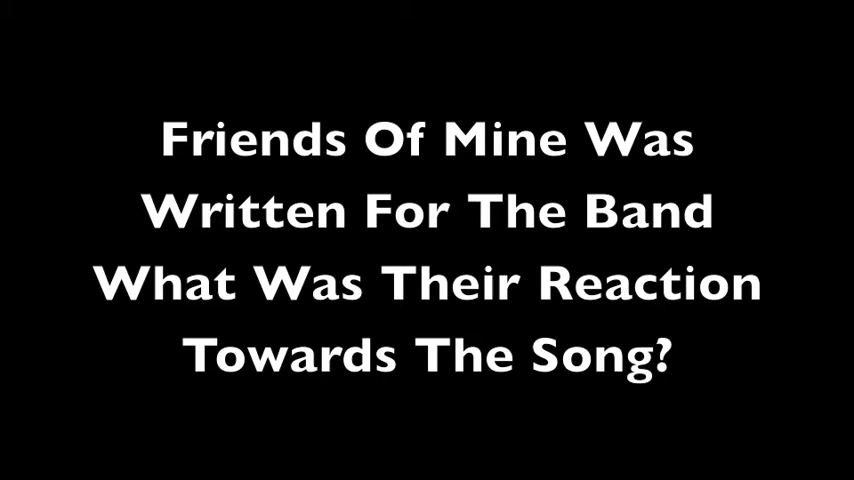 Friends Of Mine Was
Written For The Band
What Was Their Reaction
Towards The Song?